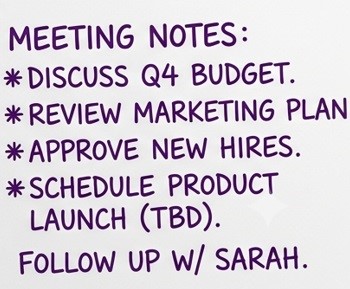 MEETING NOTES:
* DISCUSS Q4 BUDGET.
* REVIEW MARKETING PLAN
* APPROVE NEW HIRES.
* SCHEDULE PRODUCT
LAUNCH (TBD).
FOLLOW UP W/ SARAH.